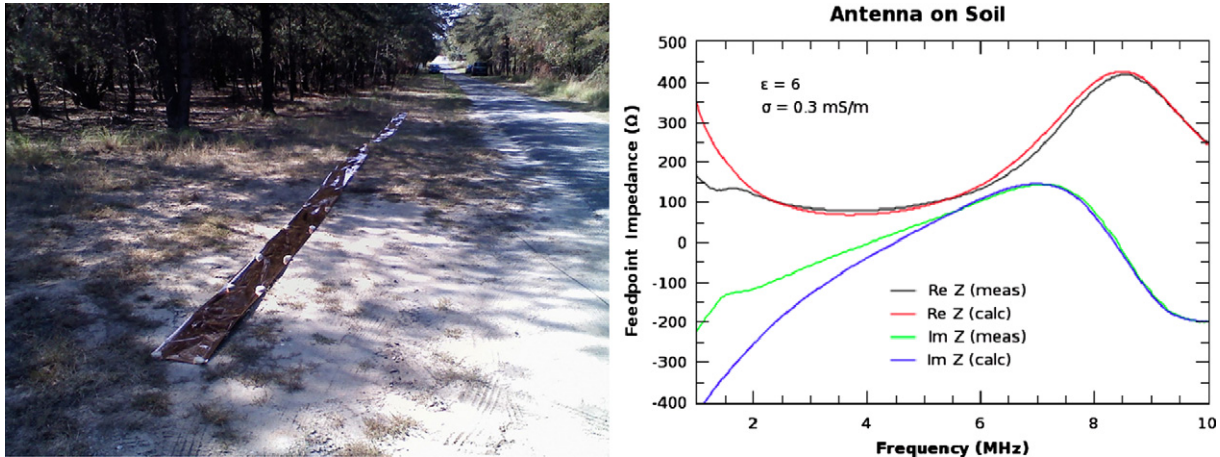 Antenna on Soil
500
400
300
200
100
0
-100
-200
-300
-400
Feedpoint Impedance (Ω)
ε = 6
σ = 0.3 mS/m
Re Z (meas)
Re Z (calc)
Im Z (meas)
Im Z (calc)
2
4
6
8
10
Frequency (MHz)